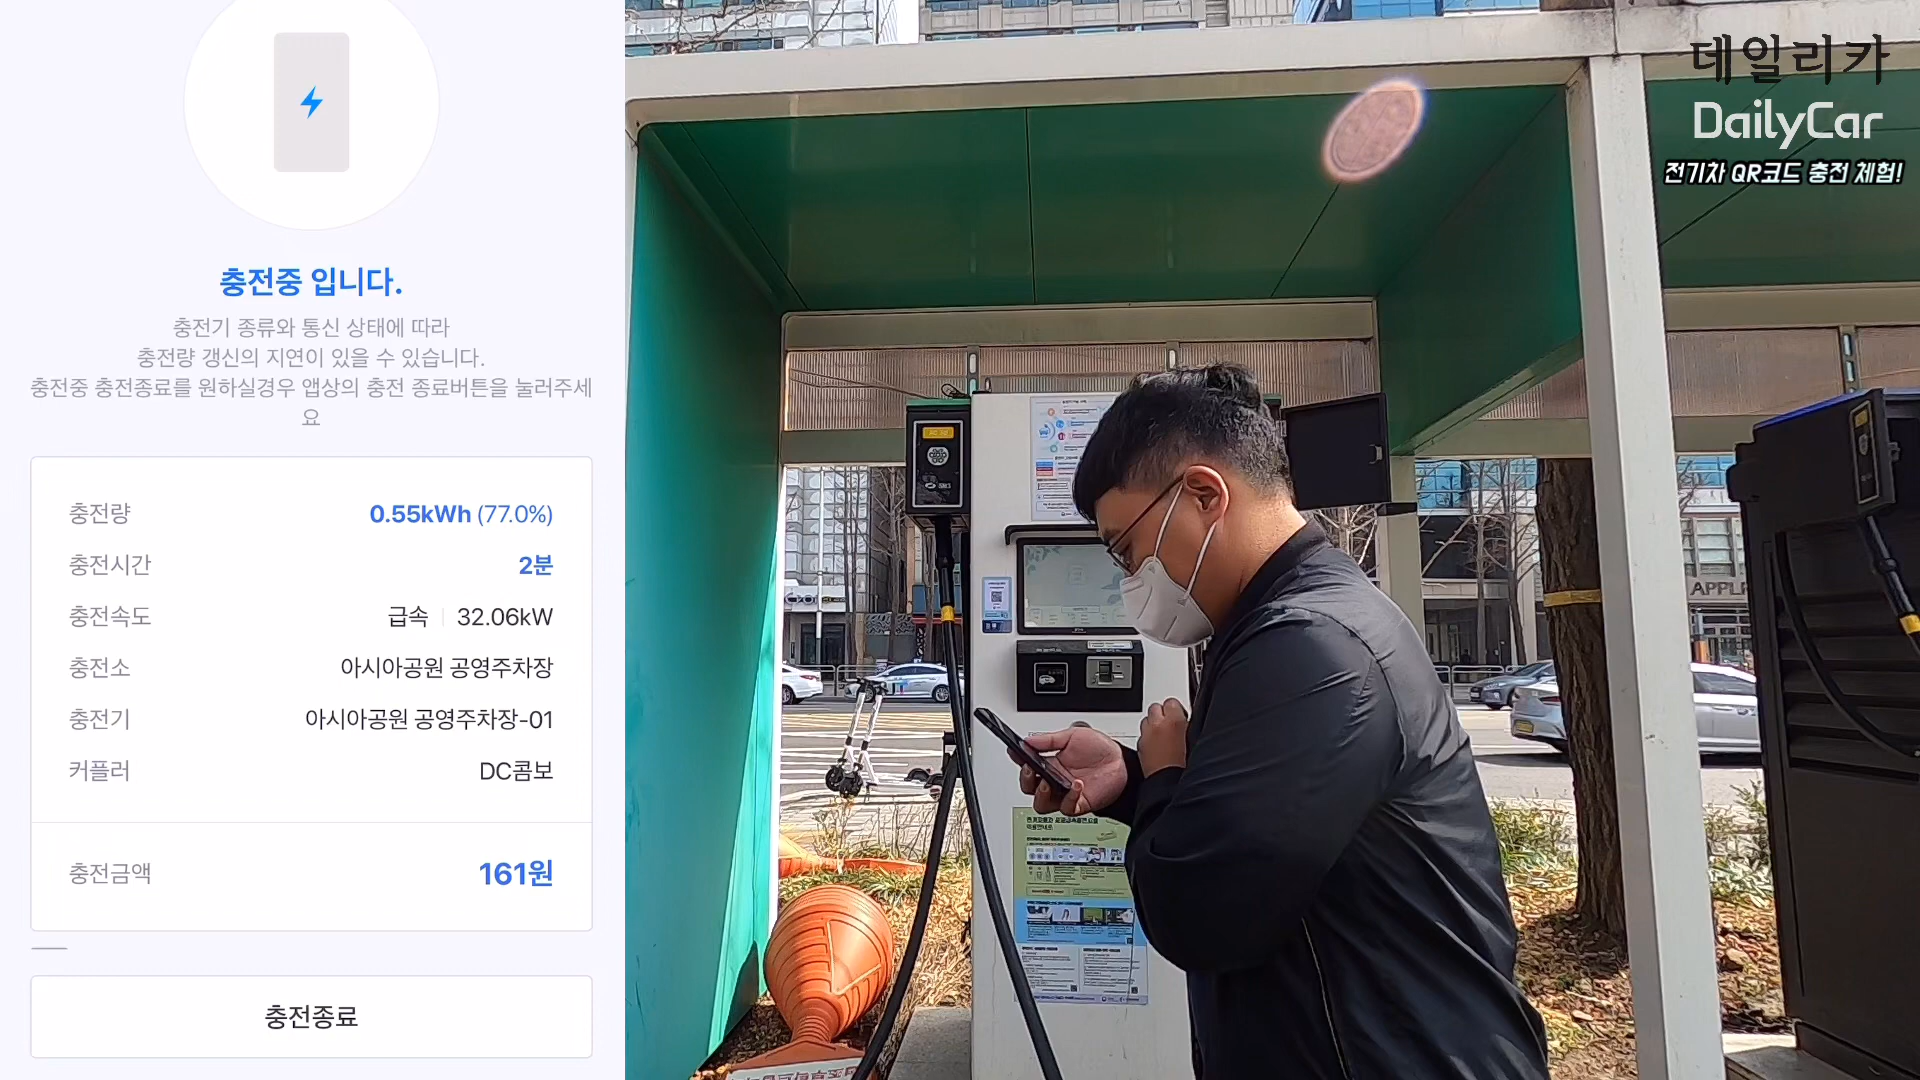 충전중 입니다.
충전기 종류와 통신 상태에 따라
충전량 갱신의 지연이 있을 수 있습니다.
충전중 충전종료를 원하실경우 앱상의 충전 종료버튼을 눌러주세
요
충전량 0.55kWh (77.0%)
충전시간 2분
충전속도 급속 | 32.06kW
충전소 아시아공원 공영주차장
충전기 아시아공원 공영주차장-01
커플러 DC콤보
충전금액 161원
충전종료
데일리카
DailyCar
전기차 QR코드 충전 체험!